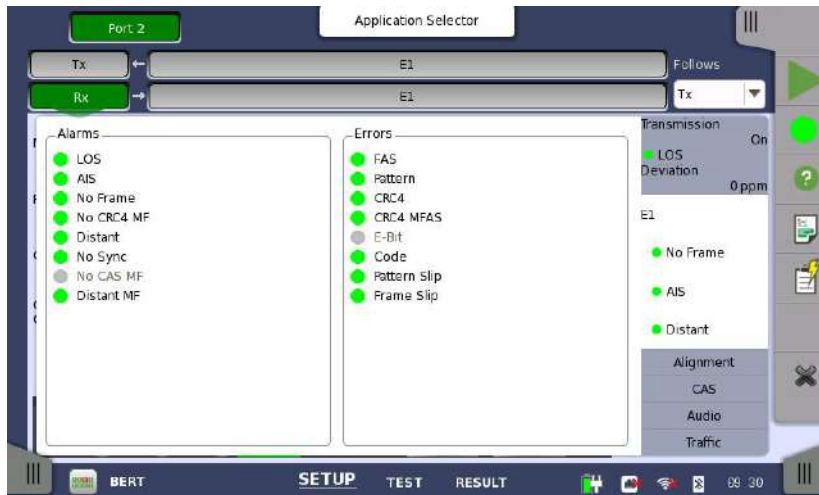 Port 2
Application Selector
Tx
E1
Follows
Rx
E1
Tx
Alarms
LOS
AIS
No Frame
No CRC4 MF
Distant
No Sync
No CAS MF
Distant MF
Errors
FAS
Pattern
CRC4
CRC4 MFAS
E-Bit
Code
Pattern Slip
Frame Slip
Transmission
On
LOS
Deviation
0 ppm
E1
No Frame
AIS
Distant
Alignment
CAS
Audio
Traffic
BERT
SETUP TEST RESULT